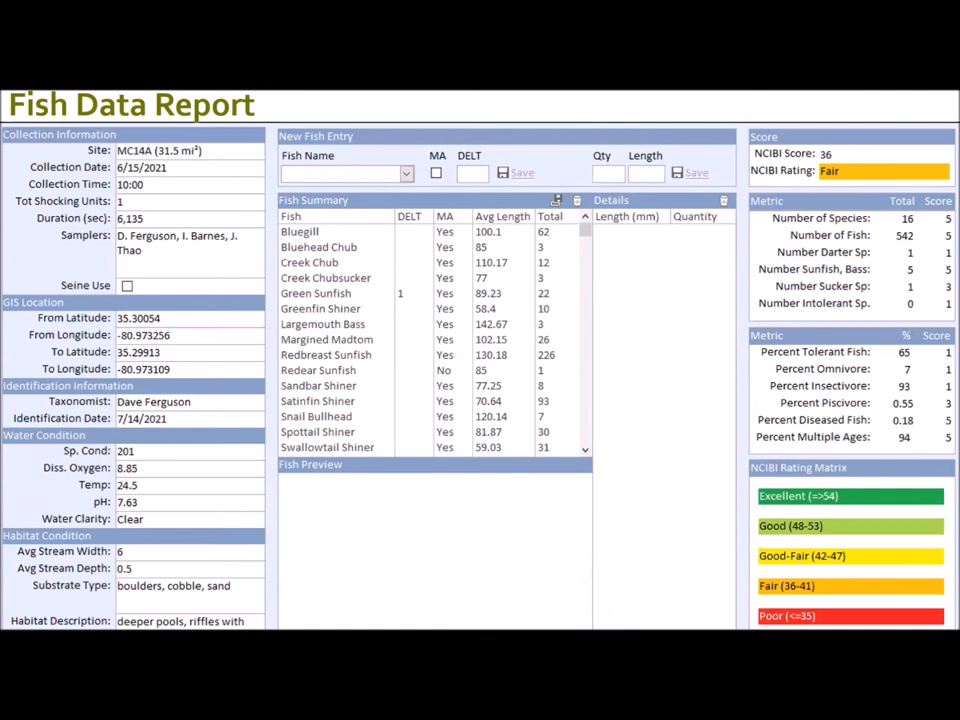 Fish Data Report
Collection Information
Site: MC14A (31.5 mi²)
Collection Date: 6/15/2021
Collection Time: 10:00
Tot Shocking Units: 1
Duration (sec): 6,135
Samplers: D. Ferguson, I. Barnes, J.
Thao
Seine Use
GIS Location
From Latitude: 35.30054
From Longitude: -80.973256
To Latitude: 35.29913
To Longitude: -80.973109
Identification Information
Taxonomist: Dave Ferguson
Identification Date: 7/14/2021
Water Condition
Sp. Cond: 201
Diss. Oxygen: 8.85
Temp: 24.5
pH: 7.63
Water Clarity: Clear
Habitat Condition
Avg Stream Width: 6
Avg Stream Depth: 0.5
Substrate Type: boulders, cobble, sand
Habitat Description: deeper pools, riffles with
New Fish Entry
Fish Name MA DELT Qty Length
Save Save
Fish Summary Details
Fish DELT MA Avg Length Total Length (mm) Quantity
Bluegill Yes 100.1 62
Bluehead Chub Yes 85 3
Creek Chub Yes 110.17 12
Creek Chubsucker Yes 77 3
Green Sunfish 1 Yes 89.23 22
Greenfin Shiner Yes 58.4 10
Largemouth Bass Yes 142.67 3
Margined Madtom Yes 102.15 26
Redbreast Sunfish Yes 130.18 226
Redear Sunfish No 85 1
Sandbar Shiner Yes 77.25 8
Satinfin Shiner Yes 70.64 93
Snail Bullhead Yes 120.14 7
Spottail Shiner Yes 81.87 30
Swallowtail Shiner Yes 59.03 31
Fish Preview
Score
NCIBI Score: 36
NCIBI Rating: Fair
Metric Total Score
Number of Species: 16 5
Number of Fish: 542 5
Number Darter Sp: 1 1
Number Sunfish, Bass: 5 5
Number Sucker Sp: 1 3
Number Intolerant Sp. 0 1
Metric % Score
Percent Tolerant Fish: 65 1
Percent Omnivore: 7 1
Percent Insectivore: 93 1
Percent Piscivore: 0.55 3
Percent Diseased Fish: 0.18 5
Percent Multiple Ages: 94 5
NCIBI Rating Matrix
Excellent (=>54)
Good (48-53)
Good-Fair (42-47)
Fair (36-41)
Poor (<=35)